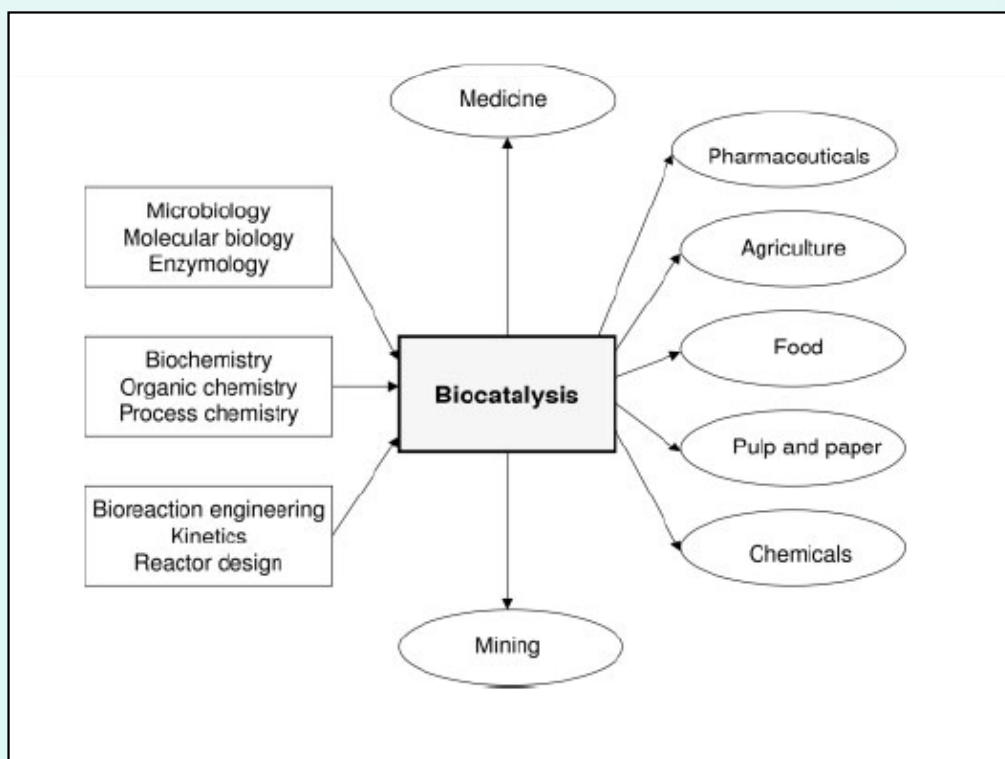 Medicine
Pharmaceuticals
Microbiology
Molecular biology
Enzymology
Agriculture
Biochemistry
Organic chemistry
Process chemistry
Biocatalysis
Food
Pulp and paper
Bioreaction engineering
Kinetics
Reactor design
Chemicals
Mining